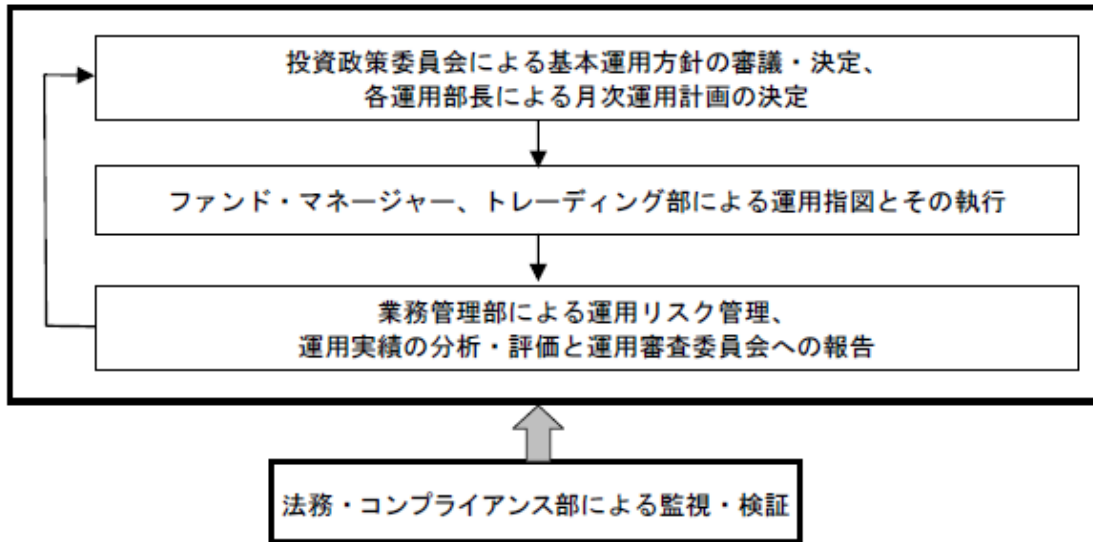 投資政策委員会による基本運用方針の審議・決定、
各運用部長による月次運用計画の決定
ファンド・マネージャー、トレーディング部による運用指図とその執行
業務管理部による運用リスク管理、
運用実績の分析・評価と運用審査委員会への報告
法務・コンプライアンス部による監視・検証